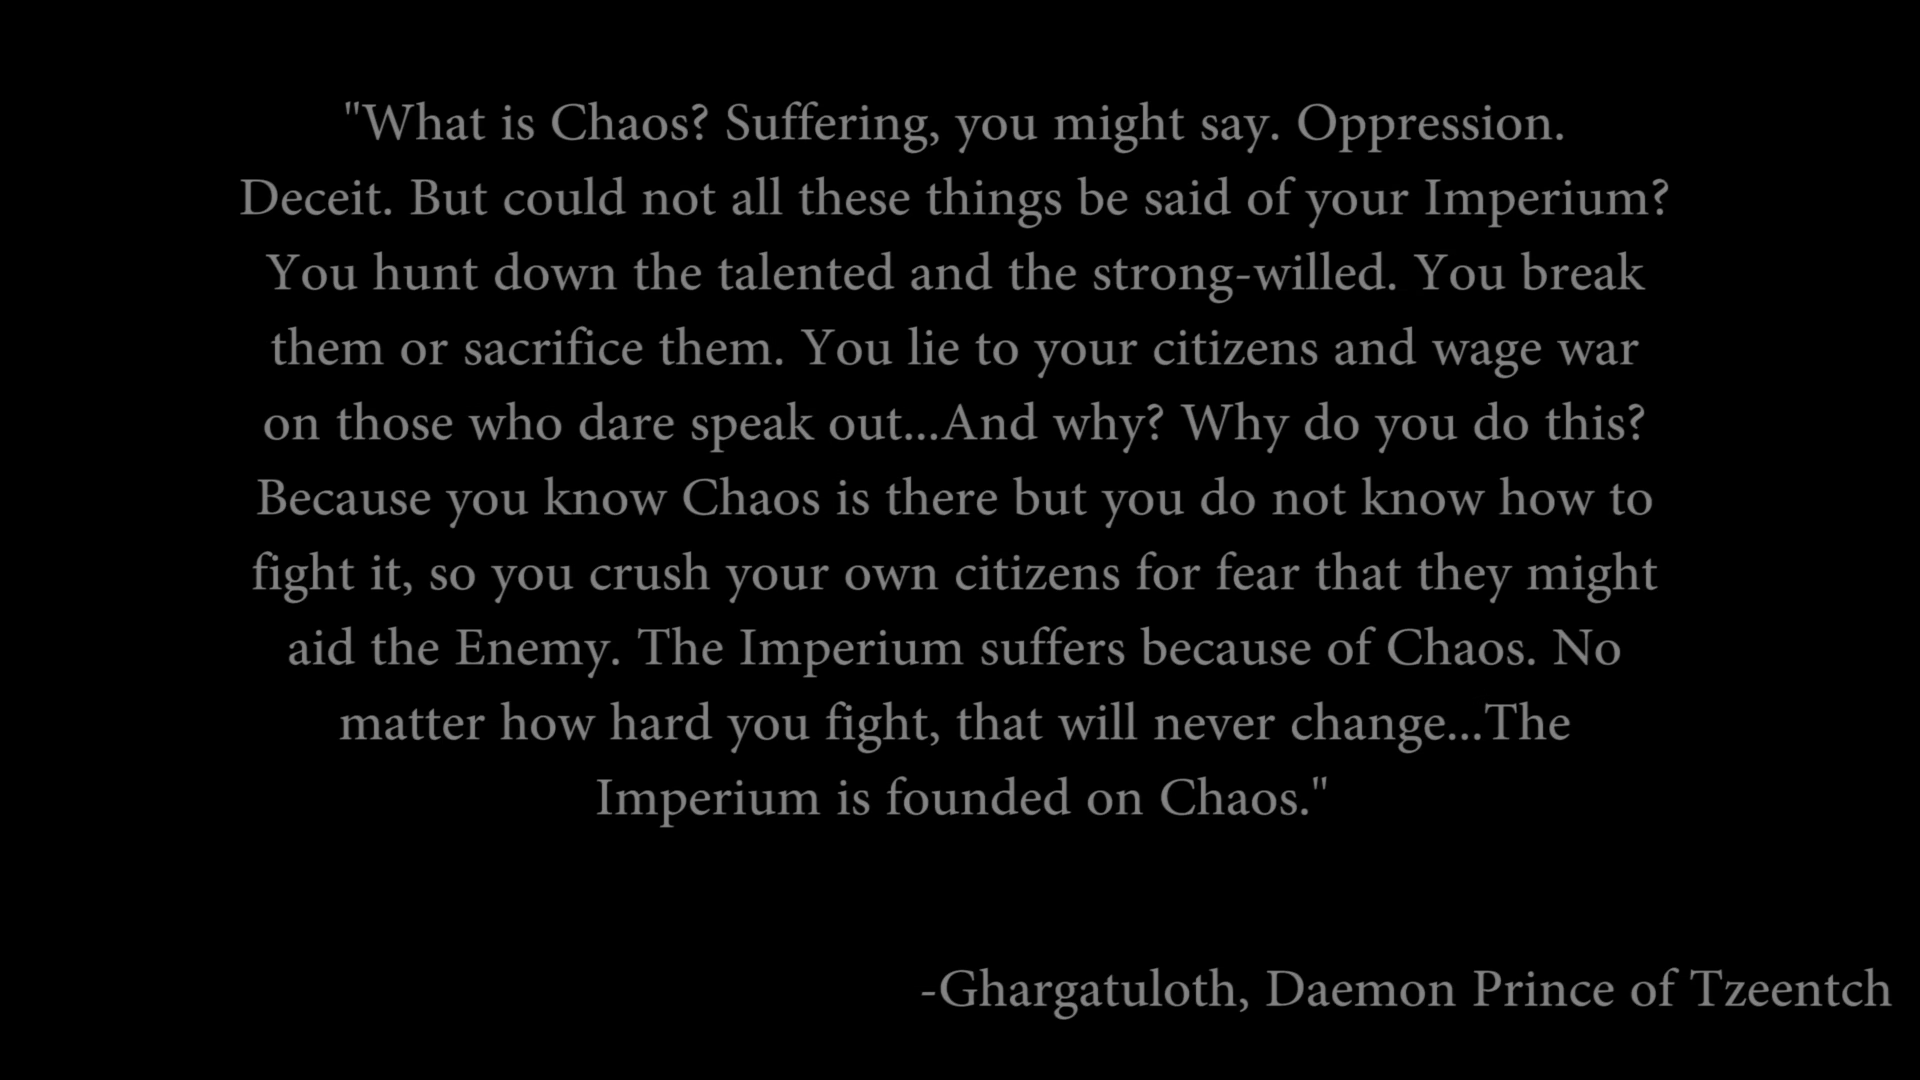 "What is Chaos? Suffering, you might say. Oppression.
Deceit. But could not all these things be said of your Imperium?
You hunt down the talented and the strong-willed. You break
them or sacrifice them. You lie to your citizens and wage war
on those who dare speak out...And why? Why do you do this?
Because you know Chaos is there but you do not know how to
fight it, so you crush your own citizens for fear that they might
aid the Enemy. The Imperium suffers because of Chaos. No
matter how hard you fight, that will never change...The
Imperium is founded on Chaos."
-Ghargatuloth, Daemon Prince of Tzeentch